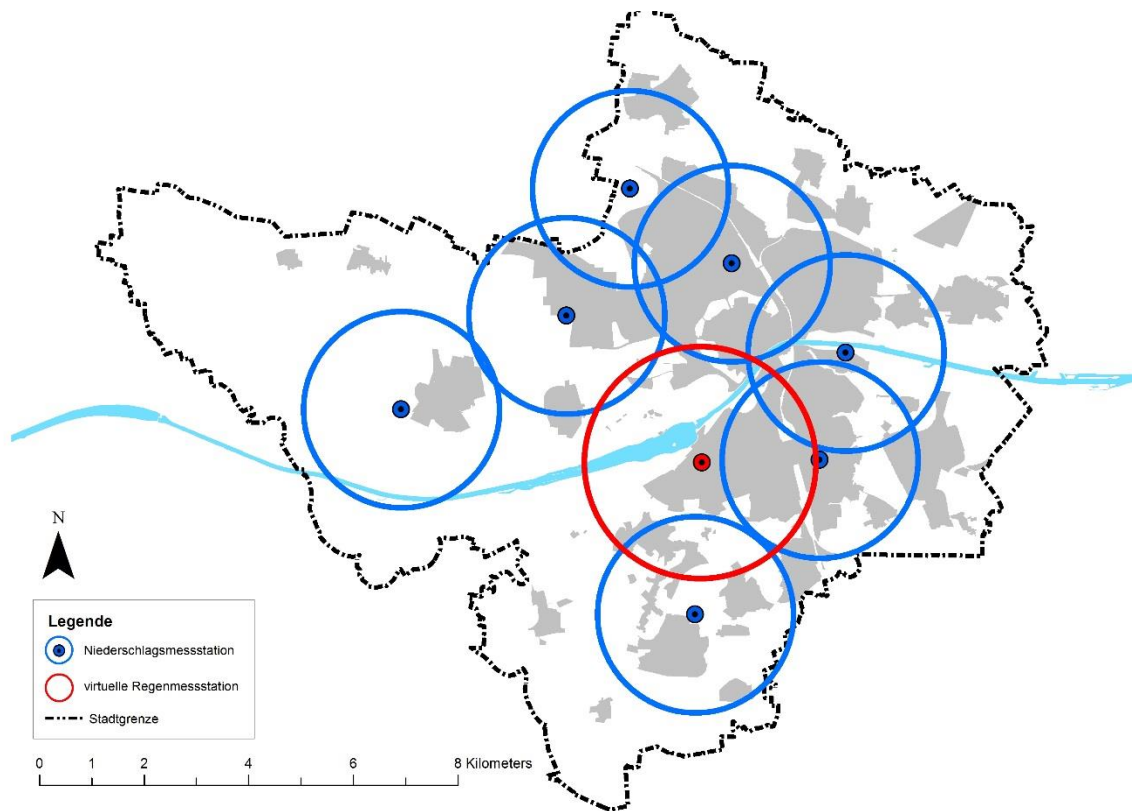 N
Legende
Niederschlagsmessstation
virtuelle Regenmessstation
Stadtgrenze
0 1 2 4 6 8 Kilometers